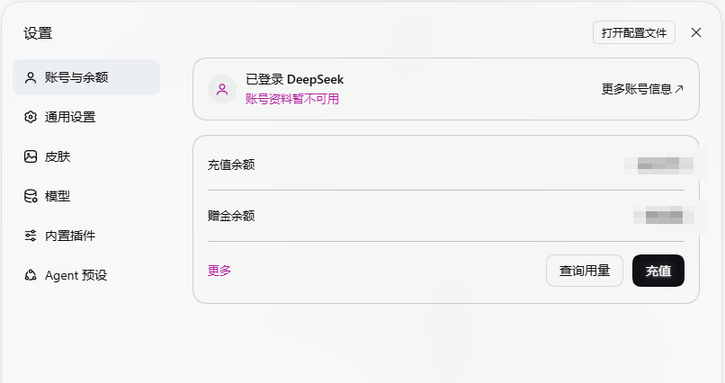 设置
打开配置文件
账号与余额
通用设置
皮肤
模型
内置插件
Agent 预设
已登录 DeepSeek
账号资料暂不可用
更多账号信息
充值余额
赠金余额
更多
查询用量
充值